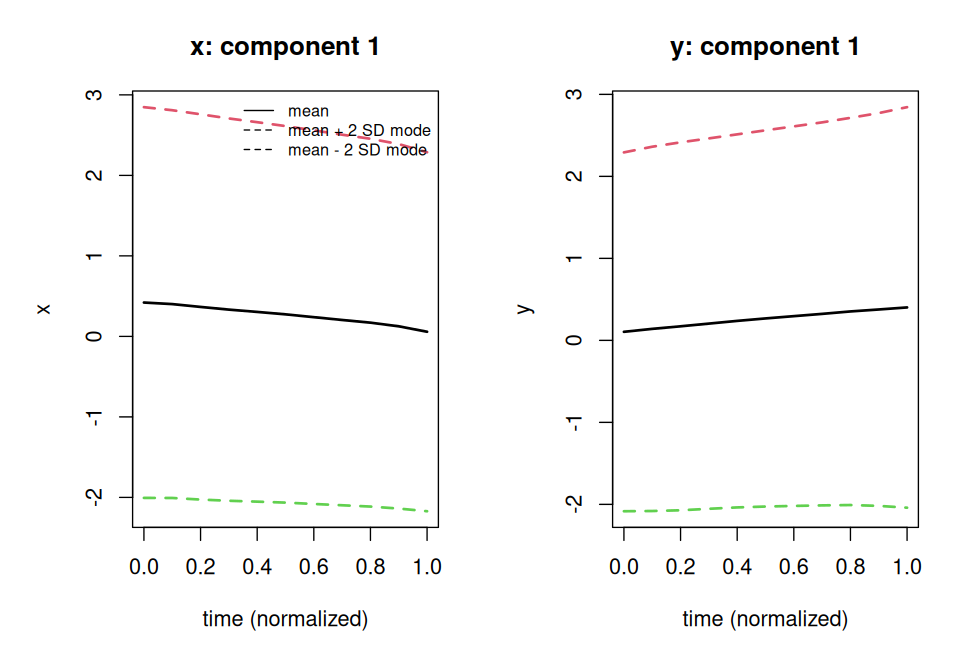 x: component 1
3
2
1
0
-1
-2
x
mean
mean + 2 SD mode
mean - 2 SD mode
0.0 0.2 0.4 0.6 0.8 1.0
time (normalized)
y: component 1
3
2
1
0
-1
-2
y
0.0 0.2 0.4 0.6 0.8 1.0
time (normalized)